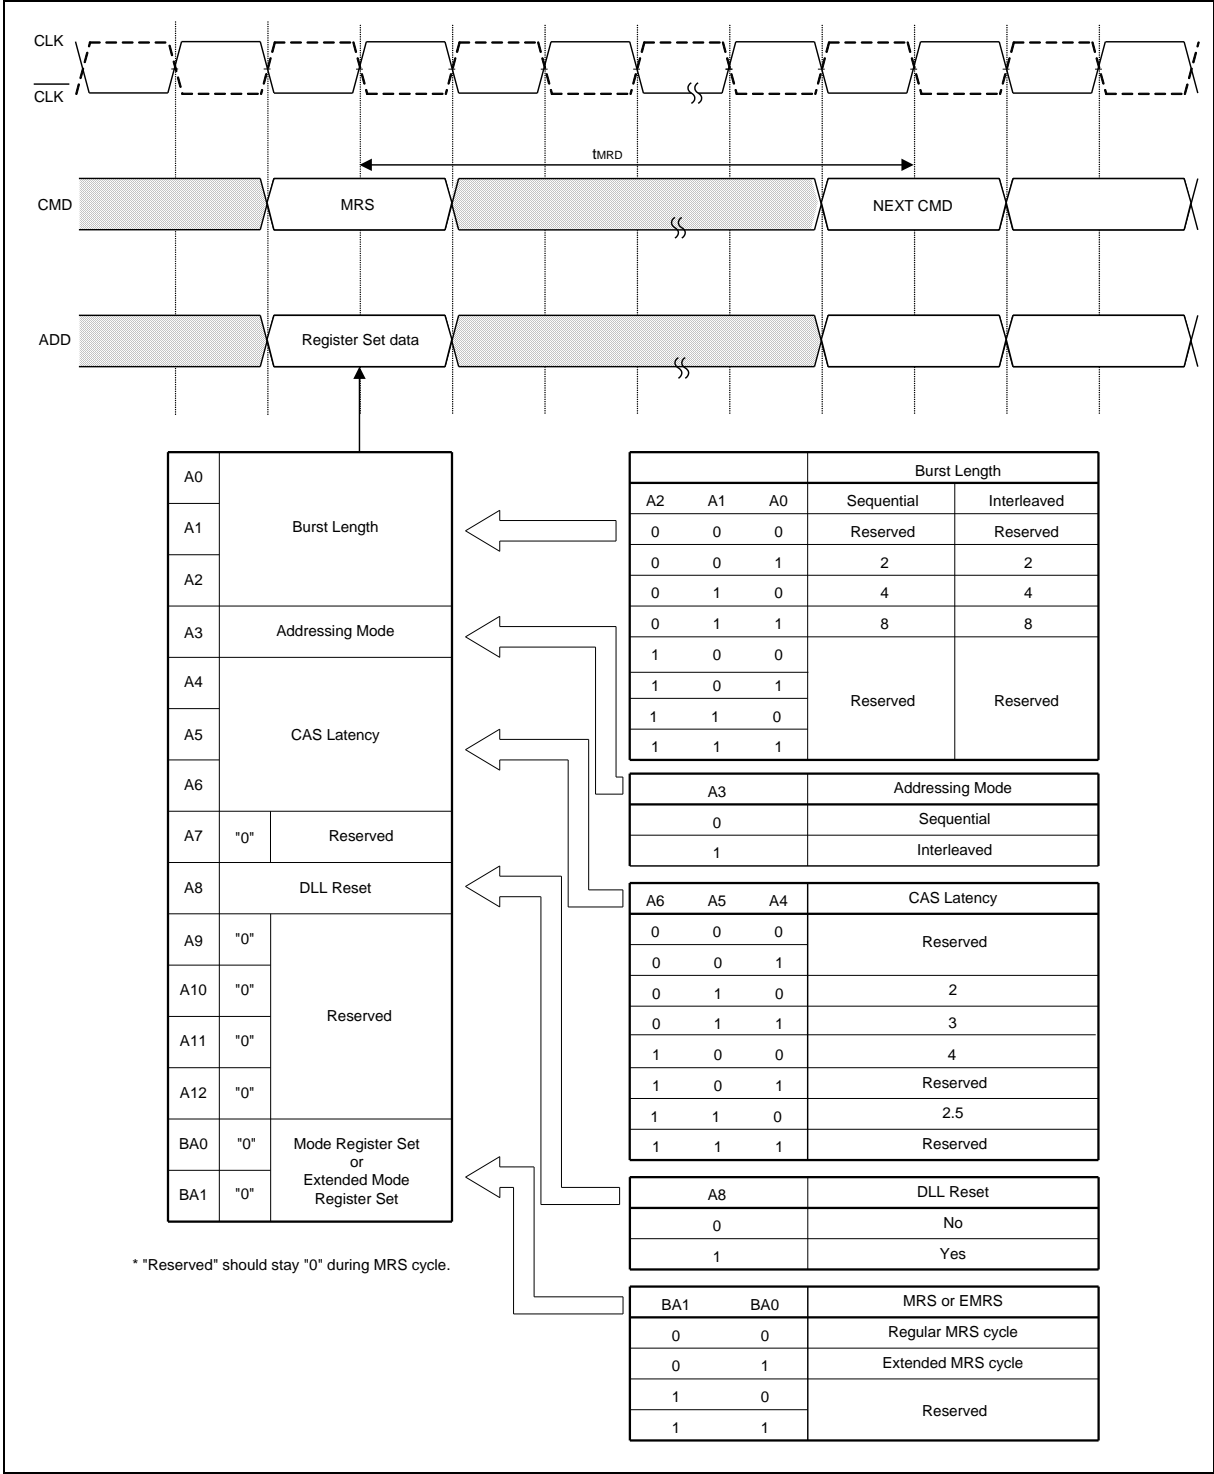 CLK
CLK
tMRD
CMD MRS NEXT CMD
ADD Register Set data
A0
A1 Burst Length
A2
A3 Addressing Mode
A4
A5 CAS Latency
A6
A7 "0" Reserved
A8 DLL Reset
A9 "0"
A10 "0"
Reserved
A11 "0"
A12 "0"
BA0 "0" Mode Register Set
or
Extended Mode
BA1 "0" Register Set
* "Reserved" should stay "0" during MRS cycle.
Burst Length
A2 A1 A0 Sequential Interleaved
0 0 0 Reserved Reserved
0 0 1 2 2
0 1 0 4 4
0 1 1 8 8
1 0 0
1 0 1
Reserved Reserved
1 1 0
1 1 1
A3 Addressing Mode
0 Sequential
1 Interleaved
A6 A5 A4 CAS Latency
0 0 0
Reserved
0 0 1
0 1 0 2
0 1 1 3
1 0 0 4
1 0 1 Reserved
1 1 0 2.5
1 1 1 Reserved
A8 DLL Reset
0 No
1 Yes
BA1 BA0 MRS or EMRS
0 0 Regular MRS cycle
0 1 Extended MRS cycle
1 0
Reserved
1 1